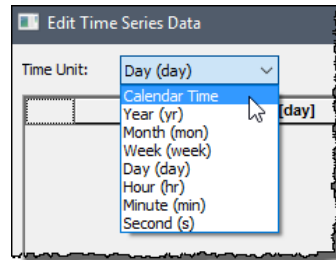 Edit Time Series Data
Time Unit: Day (day)
Calendar Time
[day]
Year (yr)
Month (mon)
Week (week)
Day (day)
Hour (hr)
Minute (min)
Second (s)